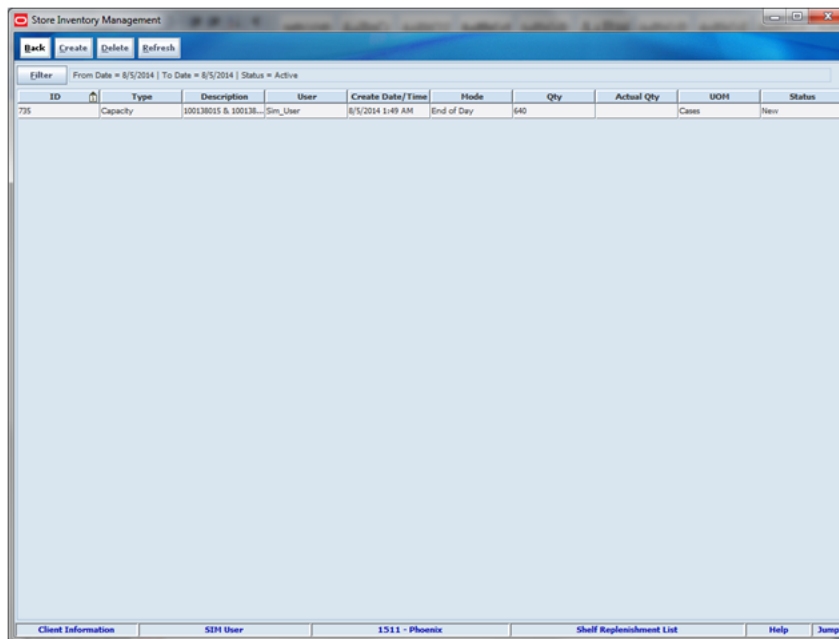 Store Inventory Management
Back Create Delete Refresh
Filter From Date = 8/5/2014 | To Date = 8/5/2014 | Status = Active
ID Type Description User Create Date/Time Mode Qty Actual Qty UOM Status
735 Capacity 100138015 & 100138... Sim_User 8/5/2014 1:49 AM End of Day 640 Cases New
Client Information SIM User 1511 - Phoenix Shelf Replenishment List Help Jump